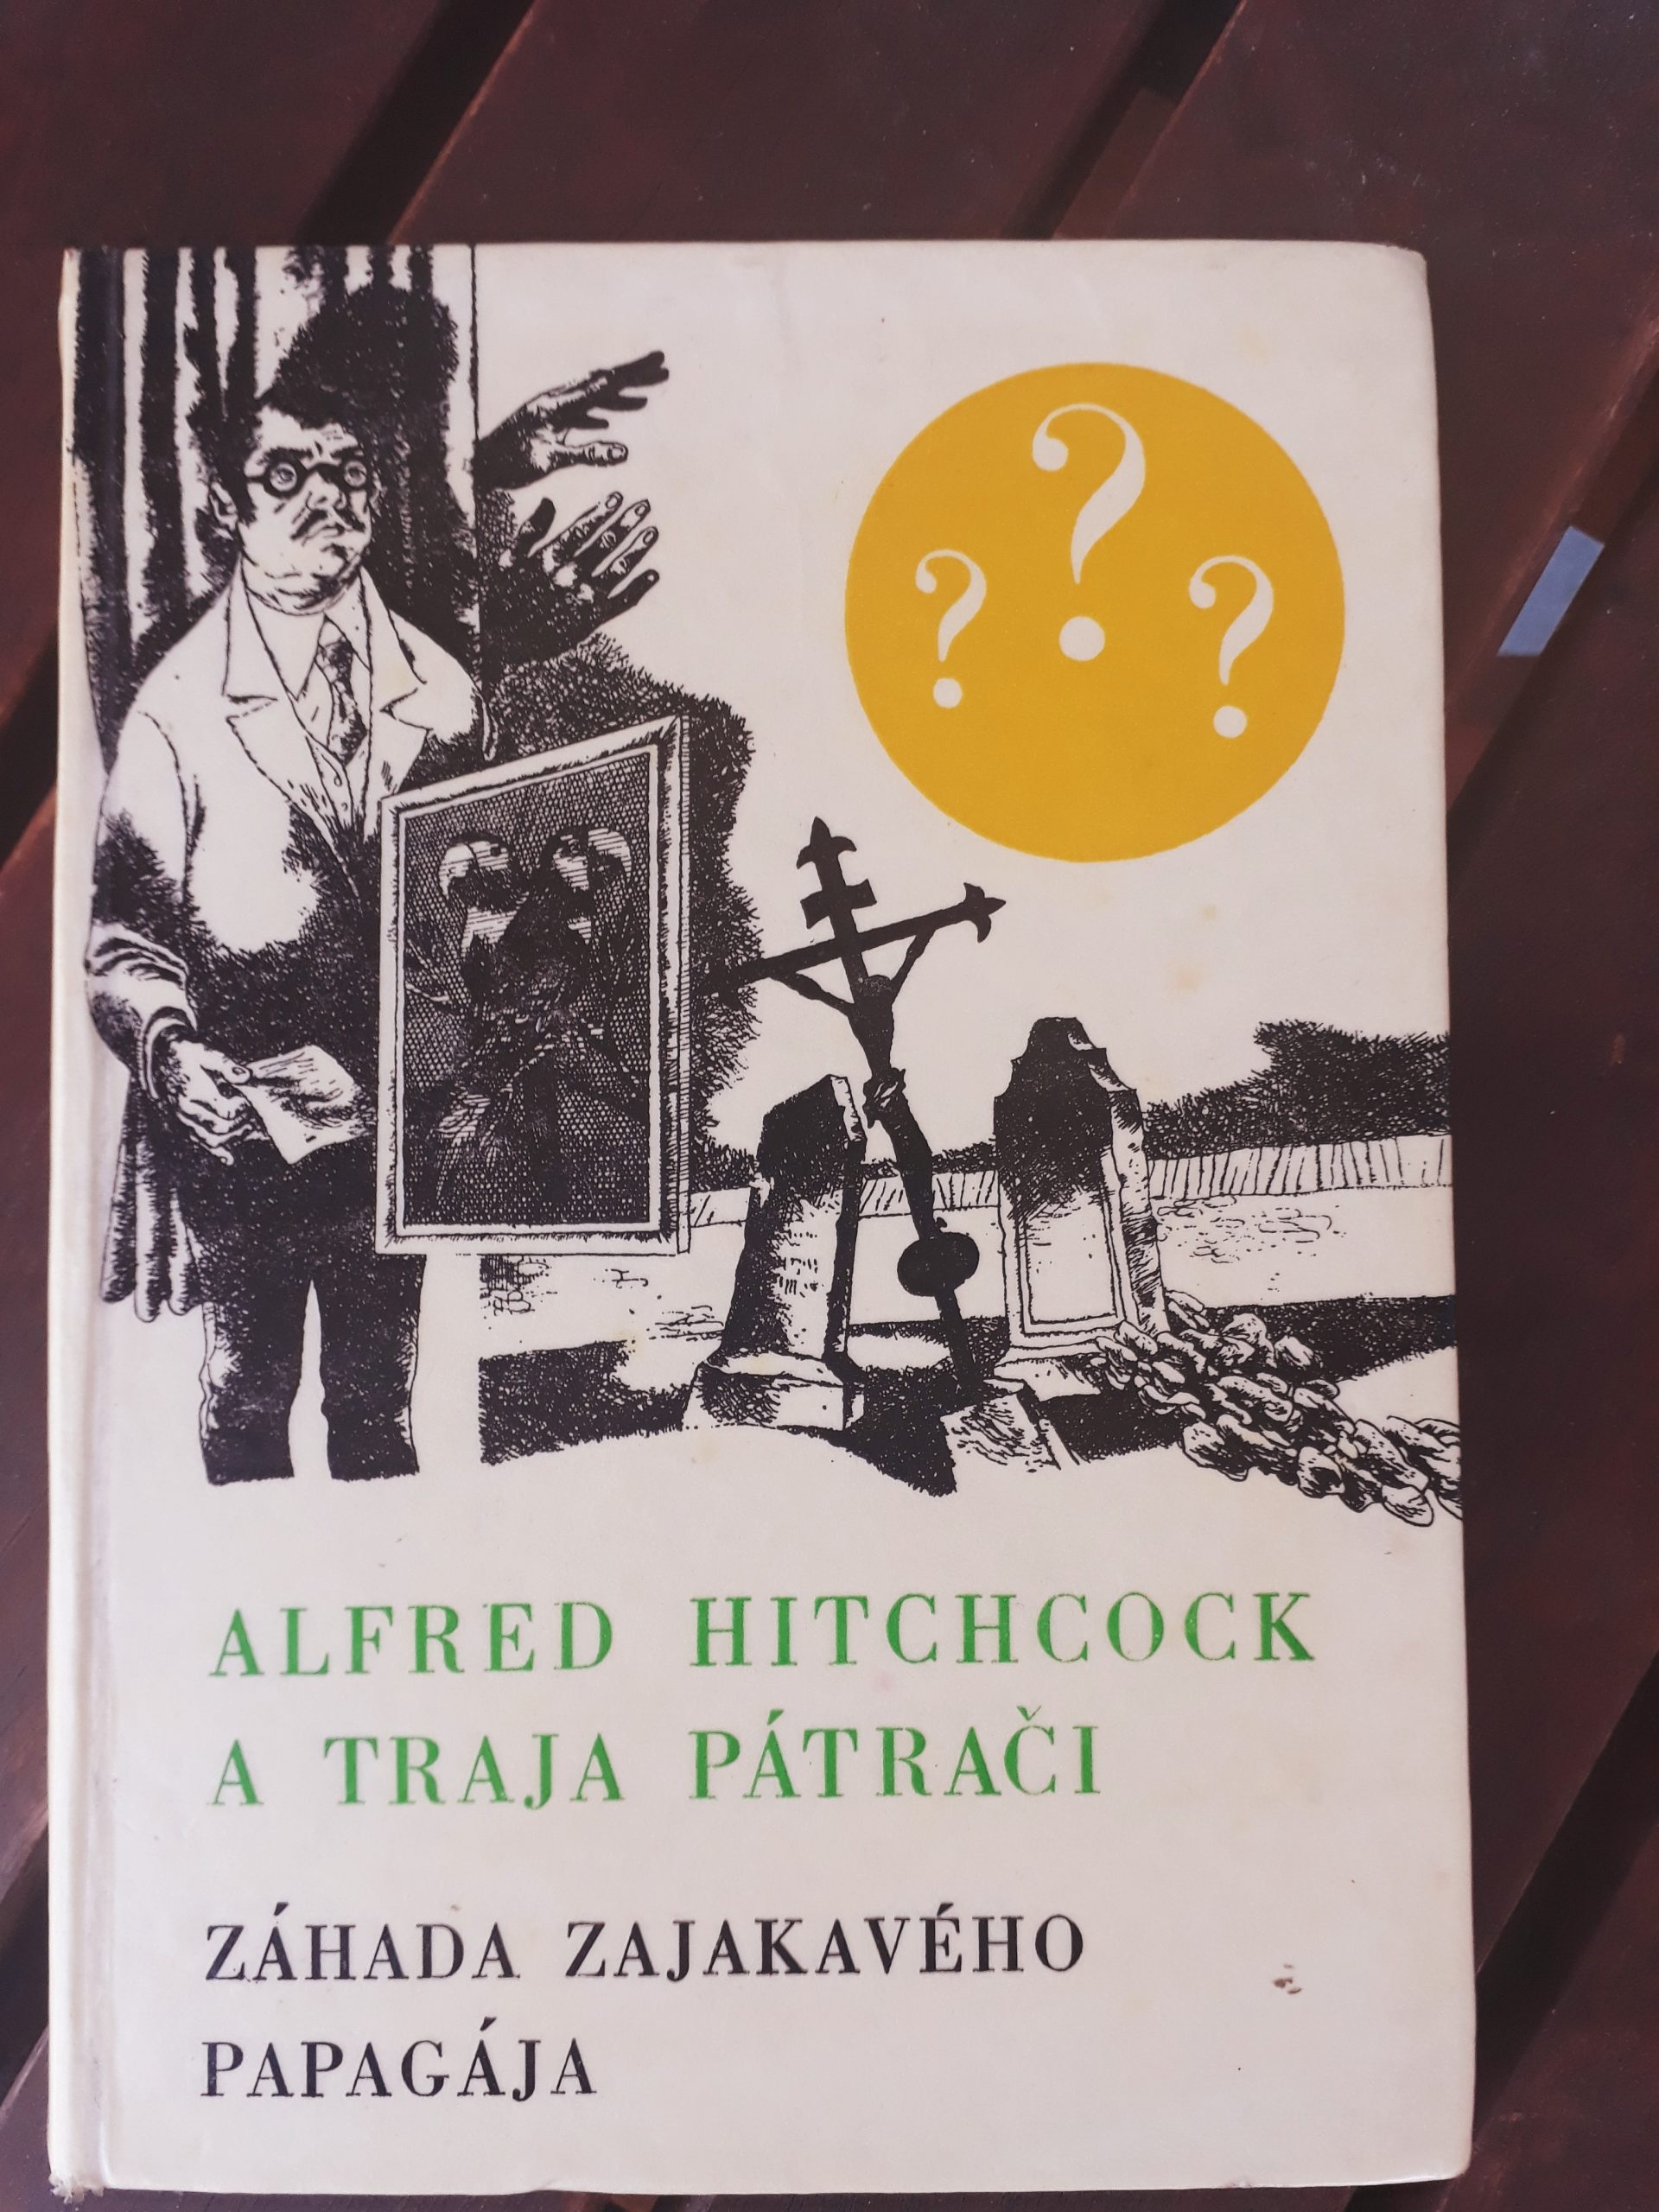 ? ? ?
ALFRED HITCHCOCK
A TRAJA PÁTRAČI
ZÁHADA ZAJAKAVÉHO
PAPAGÁJA